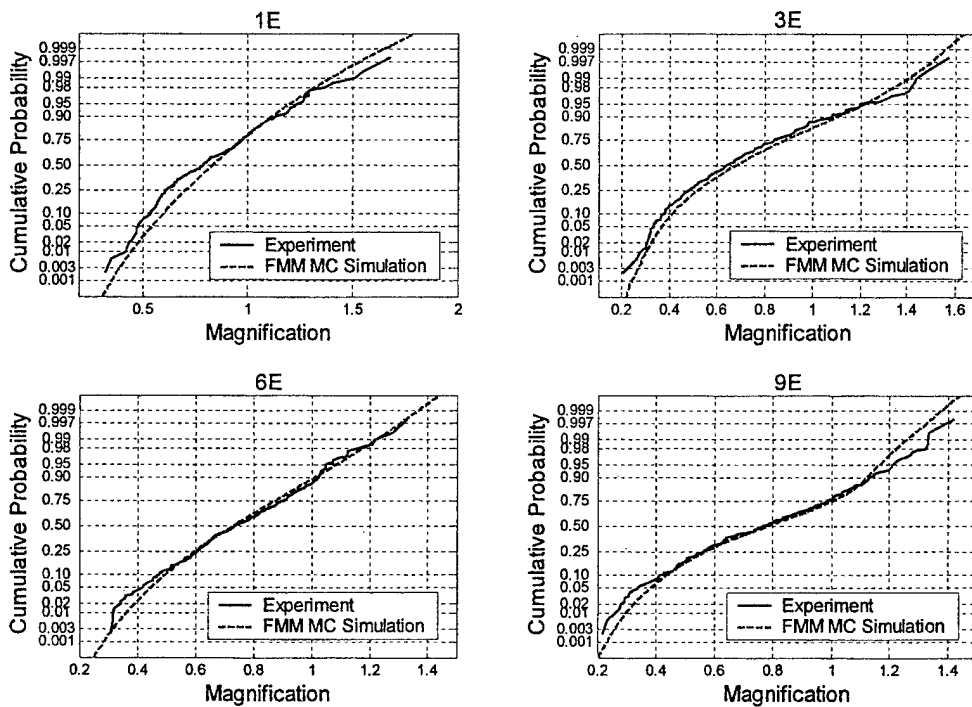 1E
Cumulative Probability
0.999
0.997
0.99
0.98
0.95
0.90
0.75
0.50
0.25
0.10
0.05
0.02
0.01
0.003
0.001
Experiment
FMM MC Simulation
0.5 1 1.5 2
Magnification
3E
Cumulative Probability
0.999
0.997
0.99
0.98
0.95
0.90
0.75
0.50
0.25
0.10
0.05
0.02
0.01
0.003
0.001
Experiment
FMM MC Simulation
0.2 0.4 0.6 0.8 1 1.2 1.4 1.6
Magnification
6E
Cumulative Probability
0.999
0.997
0.99
0.98
0.95
0.90
0.75
0.50
0.25
0.10
0.05
0.02
0.01
0.003
0.001
Experiment
FMM MC Simulation
0.2 0.4 0.6 0.8 1 1.2 1.4
Magnification
9E
Cumulative Probability
0.999
0.997
0.99
0.98
0.95
0.90
0.75
0.50
0.25
0.10
0.05
0.02
0.01
0.003
0.001
Experiment
FMM MC Simulation
0.2 0.4 0.6 0.8 1 1.2 1.4
Magnification